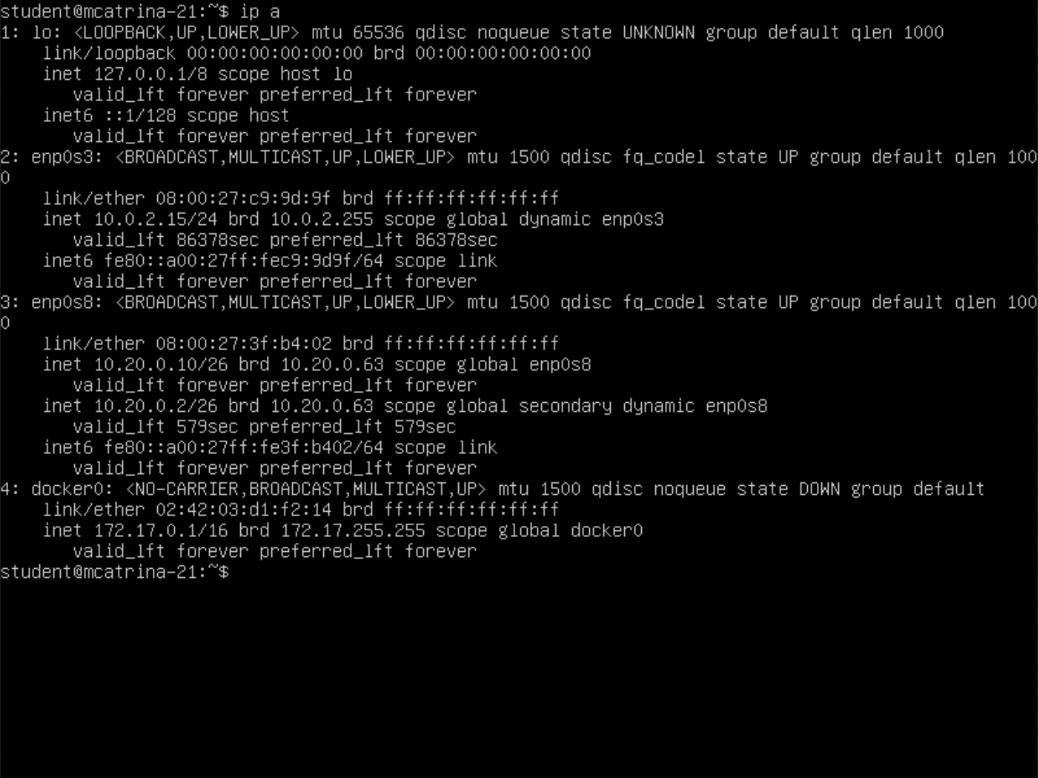 student@mcatrina-21:~$ ip a
1: lo: <LOOPBACK,UP,LOWER_UP> mtu 65536 qdisc noqueue state UNKNOWN group default qlen 1000
    link/loopback 00:00:00:00:00:00 brd 00:00:00:00:00:00
    inet 127.0.0.1/8 scope host lo
       valid_lft forever preferred_lft forever
    inet6 ::1/128 scope host
       valid_lft forever preferred_lft forever
2: enp0s3: <BROADCAST,MULTICAST,UP,LOWER_UP> mtu 1500 qdisc fq_codel state UP group default qlen 100
0
    link/ether 08:00:27:c9:9d:9f brd ff:ff:ff:ff:ff:ff
    inet 10.0.2.15/24 brd 10.0.2.255 scope global dynamic enp0s3
       valid_lft 86378sec preferred_lft 86378sec
    inet6 fe80::a00:27ff:fec9:9d9f/64 scope link
       valid_lft forever preferred_lft forever
3: enp0s8: <BROADCAST,MULTICAST,UP,LOWER_UP> mtu 1500 qdisc fq_codel state UP group default qlen 100
0
    link/ether 08:00:27:3f:b4:02 brd ff:ff:ff:ff:ff:ff
    inet 10.20.0.10/26 brd 10.20.0.63 scope global enp0s8
       valid_lft forever preferred_lft forever
    inet 10.20.0.2/26 brd 10.20.0.63 scope global secondary dynamic enp0s8
       valid_lft 579sec preferred_lft 579sec
    inet6 fe80::a00:27ff:fe3f:b402/64 scope link
       valid_lft forever preferred_lft forever
4: docker0: <NO-CARRIER,BROADCAST,MULTICAST,UP> mtu 1500 qdisc noqueue state DOWN group default
    link/ether 02:42:03:d1:f2:14 brd ff:ff:ff:ff:ff:ff
    inet 172.17.0.1/16 brd 172.17.255.255 scope global docker0
       valid_lft forever preferred_lft forever
student@mcatrina-21:~$